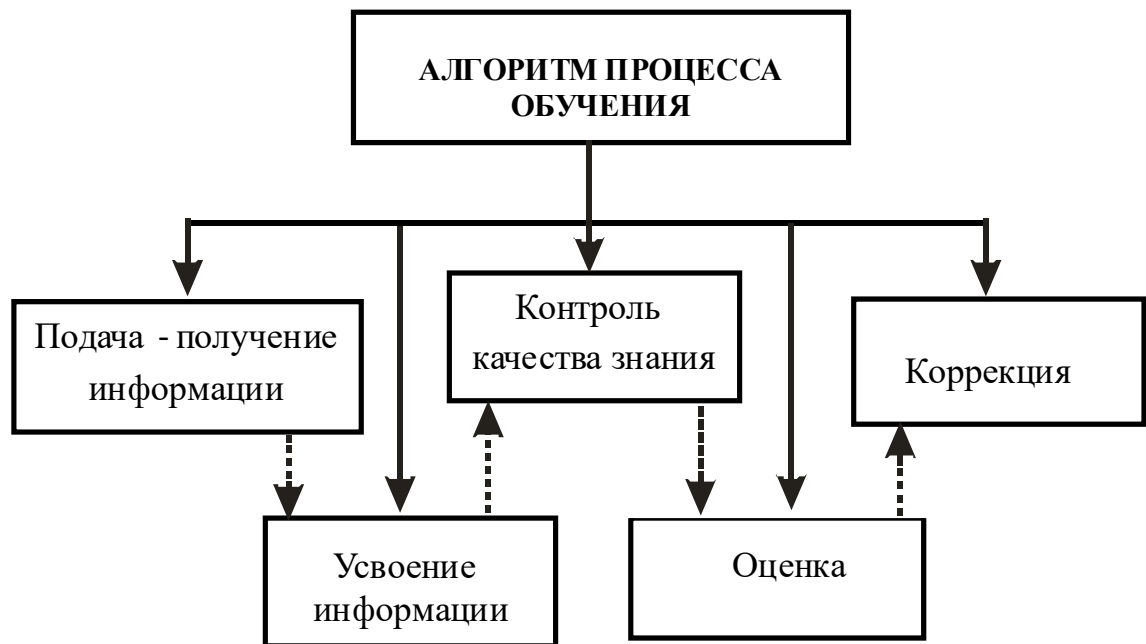 АЛГОРИТМ ПРОЦЕССА
ОБУЧЕНИЯ
Подача - получение
информации
Контроль
качества знания
Коррекция
Усвоение
информации
Оценка